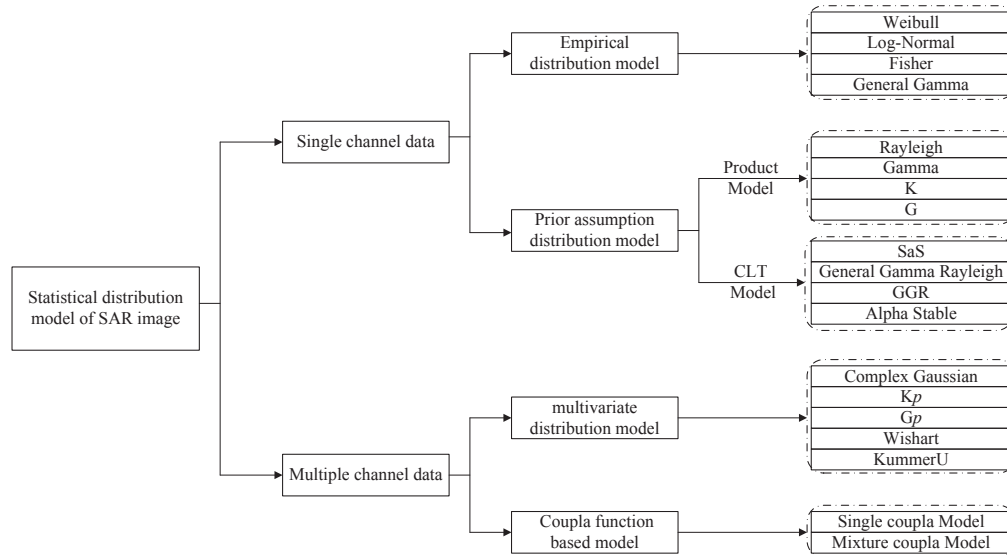 Statistical distribution
model of SAR image
Single channel data
Multiple channel data
Empirical
distribution model
Prior assumption
distribution model
Product
Model
CLT
Model
multivariate
distribution model
Coupla function
based model
Weibull
Log-Normal
Fisher
General Gamma
Rayleigh
Gamma
K
G
SaS
General Gamma Rayleigh
GGR
Alpha Stable
Complex Gaussian
Kp
Gp
Wishart
KummerU
Single coupla Model
Mixture coupla Model